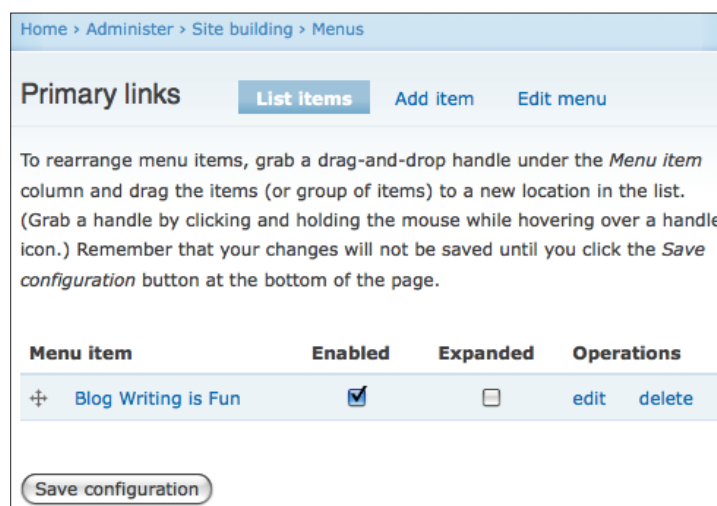 Home › Administer › Site building › Menus
Primary links List items Add item Edit menu
To rearrange menu items, grab a drag-and-drop handle under the Menu item
column and drag the items (or group of items) to a new location in the list.
(Grab a handle by clicking and holding the mouse while hovering over a handle
icon.) Remember that your changes will not be saved until you click the Save
configuration button at the bottom of the page.
Menu item Enabled Expanded Operations
Blog Writing is Fun edit delete
Save configuration